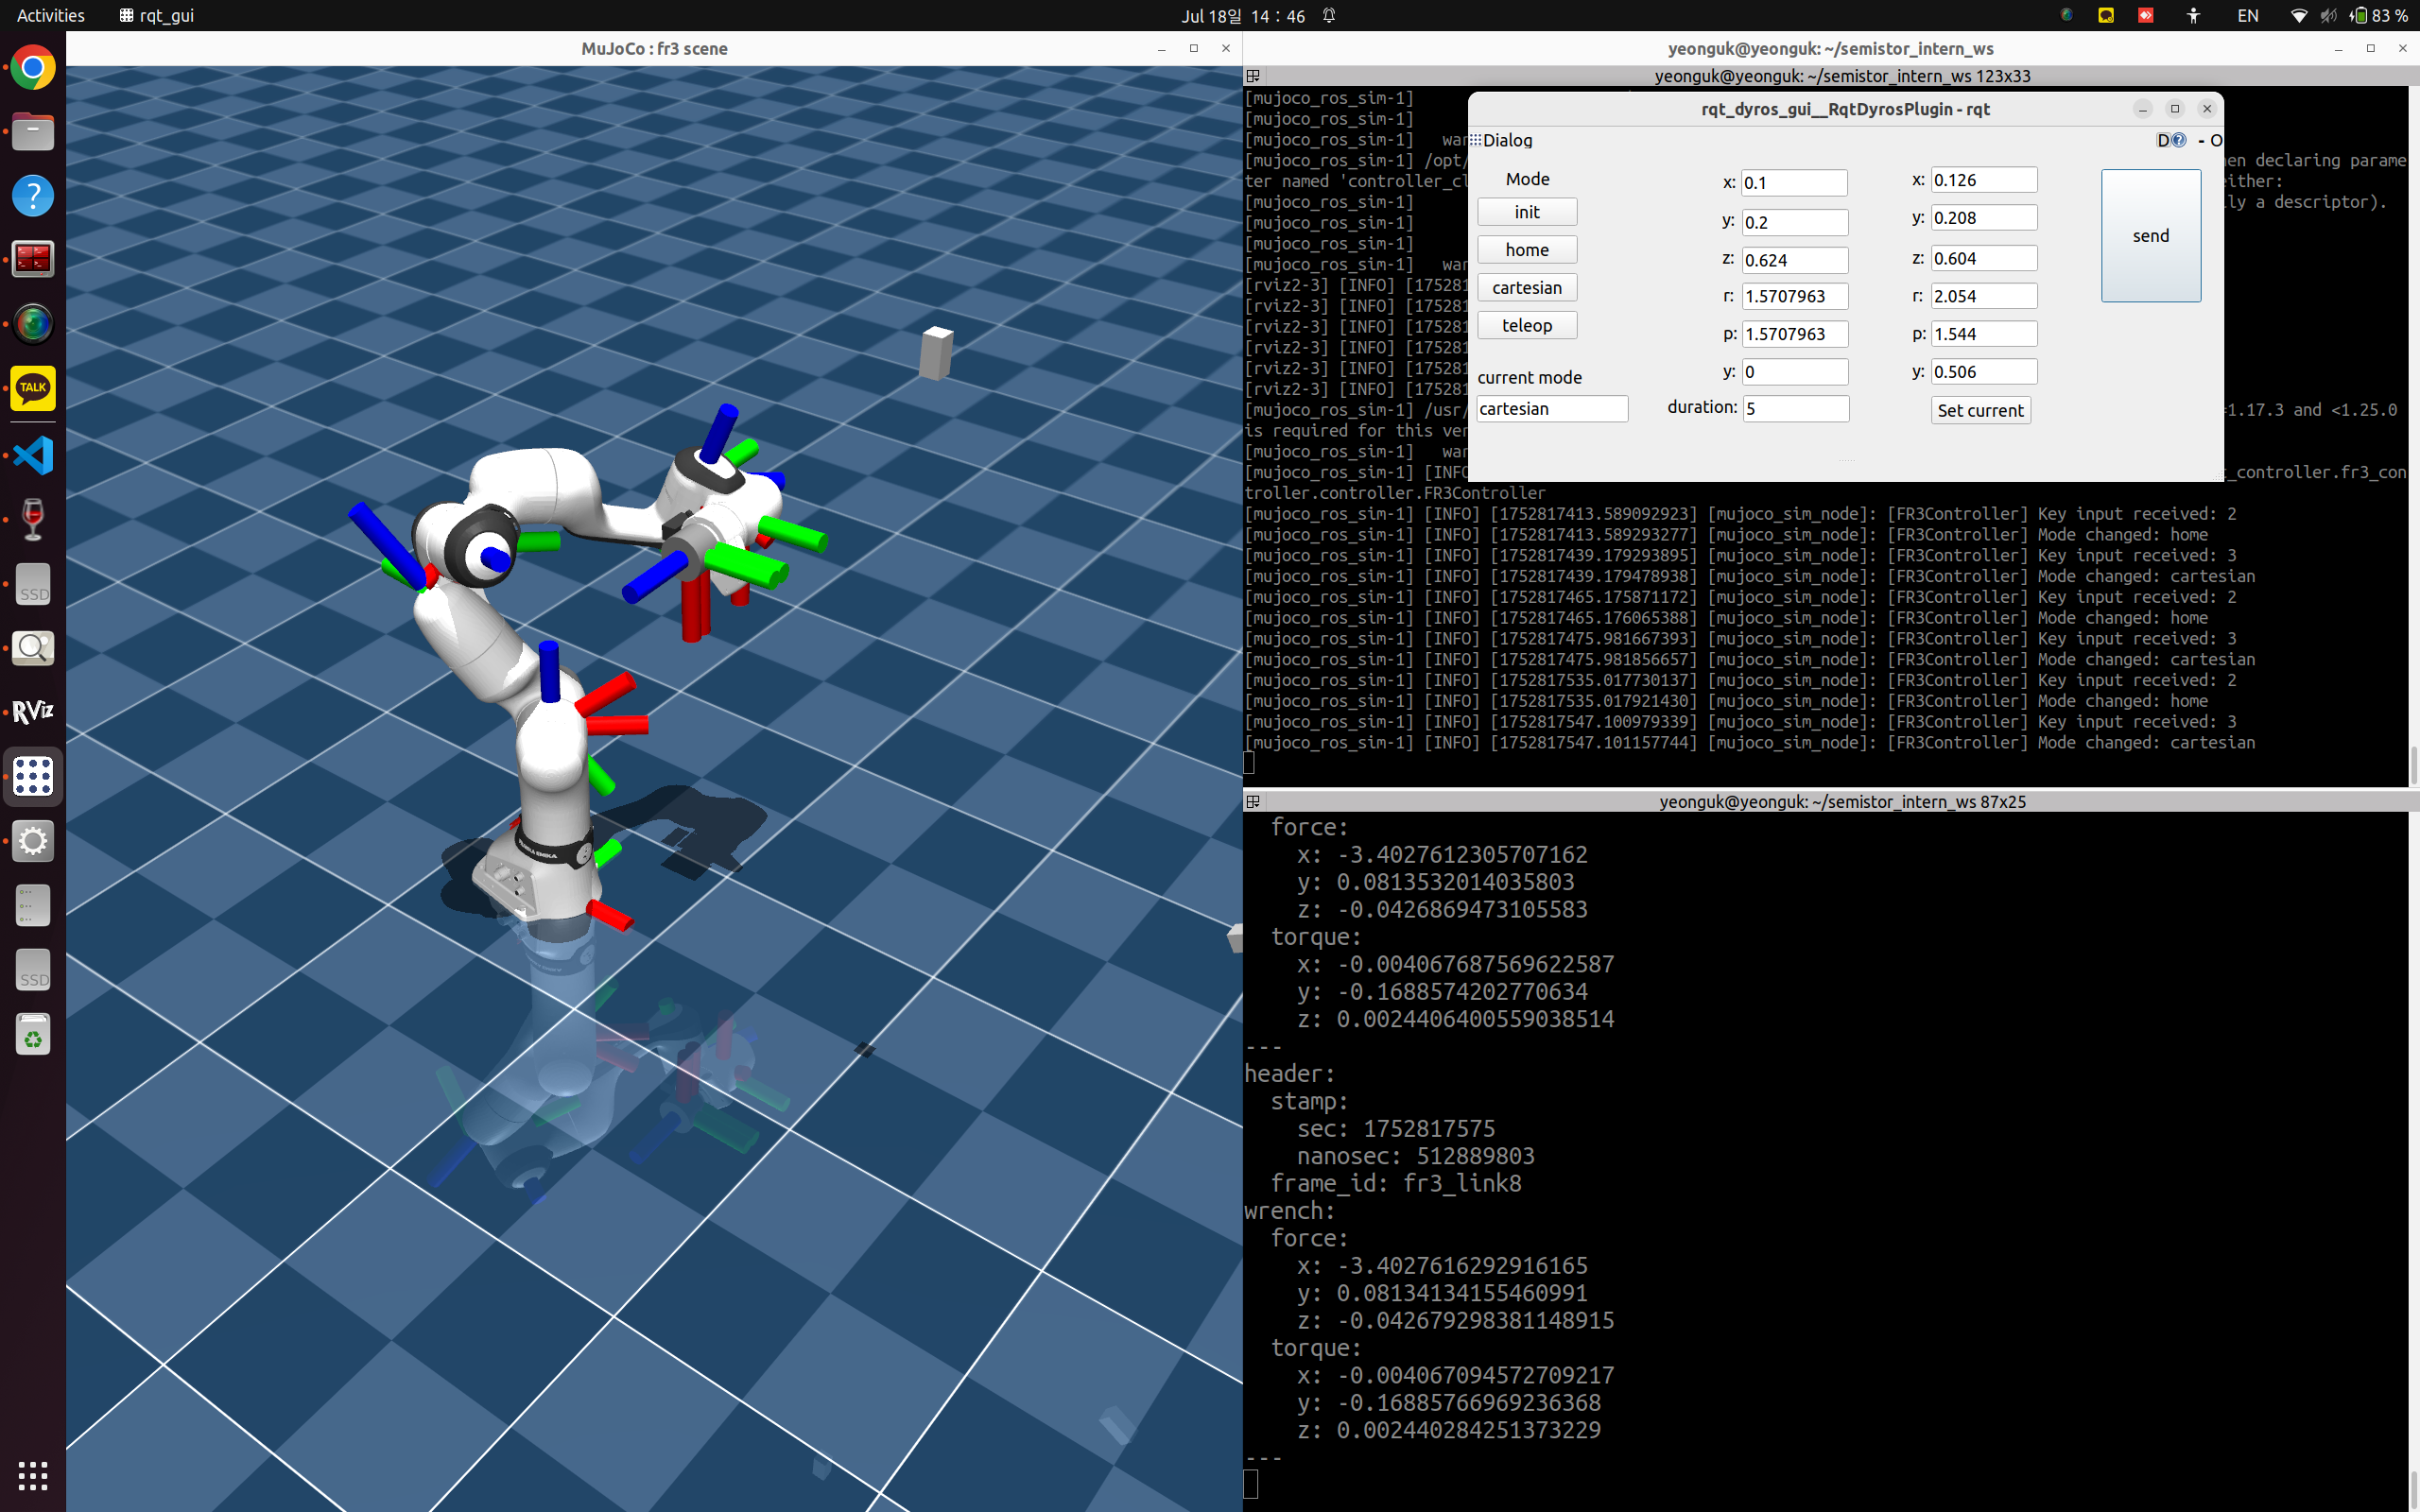 Activities
rqt_gui
Jul 18일 14 : 46
EN
83 %
MuJoCo : fr3 scene
TALK
SSD
RViz
SSD
yeonguk@yeonguk: ~/semistor_intern_ws
yeonguk@yeonguk: ~/semistor_intern_ws 123x33
[mujoco_ros_sim-1]
[mujoco_ros_sim-1]
[mujoco_ros_sim-1]   war
[mujoco_ros_sim-1] /opt/ en declaring parame
ter named 'controller_cl either:
[mujoco_ros_sim-1] ly a descriptor).
[mujoco_ros_sim-1]
[mujoco_ros_sim-1]
[mujoco_ros_sim-1]   war
[rviz2-3] [INFO] [175281
[rviz2-3] [INFO] [175281
[rviz2-3] [INFO] [175281
[rviz2-3] [INFO] [175281
[rviz2-3] [INFO] [175281
[rviz2-3] [INFO] [175281
[mujoco_ros_sim-1] /usr/ 1.17.3 and <1.25.0
is required for this ver
[mujoco_ros_sim-1]   war
[mujoco_ros_sim-1] [INFO t_controller.fr3_con
troller.controller.FR3Controller
[mujoco_ros_sim-1] [INFO] [1752817413.589092923] [mujoco_sim_node]: [FR3Controller] Key input received: 2
[mujoco_ros_sim-1] [INFO] [1752817413.589293277] [mujoco_sim_node]: [FR3Controller] Mode changed: home
[mujoco_ros_sim-1] [INFO] [1752817439.179293895] [mujoco_sim_node]: [FR3Controller] Key input received: 3
[mujoco_ros_sim-1] [INFO] [1752817439.179478938] [mujoco_sim_node]: [FR3Controller] Mode changed: cartesian
[mujoco_ros_sim-1] [INFO] [1752817465.175871172] [mujoco_sim_node]: [FR3Controller] Key input received: 2
[mujoco_ros_sim-1] [INFO] [1752817465.176065388] [mujoco_sim_node]: [FR3Controller] Mode changed: home
[mujoco_ros_sim-1] [INFO] [1752817475.981667393] [mujoco_sim_node]: [FR3Controller] Key input received: 3
[mujoco_ros_sim-1] [INFO] [1752817475.981856657] [mujoco_sim_node]: [FR3Controller] Mode changed: cartesian
[mujoco_ros_sim-1] [INFO] [1752817535.017730137] [mujoco_sim_node]: [FR3Controller] Key input received: 2
[mujoco_ros_sim-1] [INFO] [1752817535.017921430] [mujoco_sim_node]: [FR3Controller] Mode changed: home
[mujoco_ros_sim-1] [INFO] [1752817547.100979339] [mujoco_sim_node]: [FR3Controller] Key input received: 3
[mujoco_ros_sim-1] [INFO] [1752817547.101157744] [mujoco_sim_node]: [FR3Controller] Mode changed: cartesian
rqt_dyros_gui__RqtDyrosPlugin - rqt
Dialog
D - O
Mode
init
home
cartesian
teleop
current mode
cartesian
x: 0.1
y: 0.2
z: 0.624
r: 1.5707963
p: 1.5707963
y: 0
duration: 5
x: 0.126
y: 0.208
z: 0.604
r: 2.054
p: 1.544
y: 0.506
Set current
send
yeonguk@yeonguk: ~/semistor_intern_ws 87x25
force:
x: -3.4027612305707162
y: 0.0813532014035803
z: -0.0426869473105583
torque:
x: -0.004067687569622587
y: -0.1688574202770634
z: 0.0024406400559038514
---
header:
stamp:
sec: 1752817575
nanosec: 512889803
frame_id: fr3_link8
wrench:
force:
x: -3.4027616292916165
y: 0.08134134155460991
z: -0.042679298381148915
torque:
x: -0.004067094572709217
y: -0.16885766969236368
z: 0.002440284251373229
---